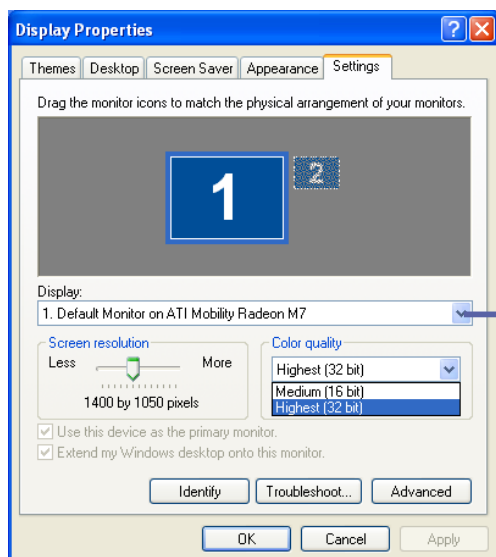 Display Properties
Themes Desktop Screen Saver Appearance Settings
Drag the monitor icons to match the physical arrangement of your monitors.
1 2
Display:
1. Default Monitor on ATI Mobility Radeon M7
Screen resolution
Less More
1400 by 1050 pixels
Color quality
Highest (32 bit)
Medium (16 bit)
Highest (32 bit)
Use this device as the primary monitor.
Extend my Windows desktop onto this monitor.
Identify Troubleshoot... Advanced
OK Cancel Apply